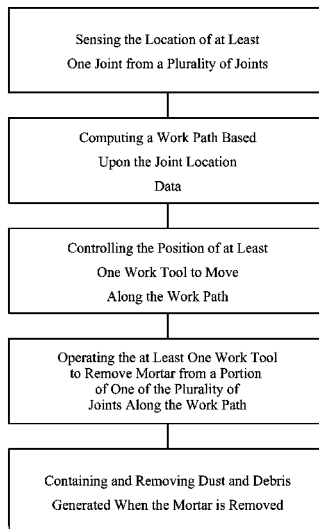 Sensing the Location of at Least
One Joint from a Plurality of Joints
Computing a Work Path Based
Upon the Joint Location
Data
Controlling the Position of at Least
One Work Tool to Move
Along the Work Path
Operating the at Least One Work Tool
to Remove Mortar from a Portion
of One of the Plurality of
Joints Along the Work Path
Containing and Removing Dust and Debris
Generated When the Mortar is Removed